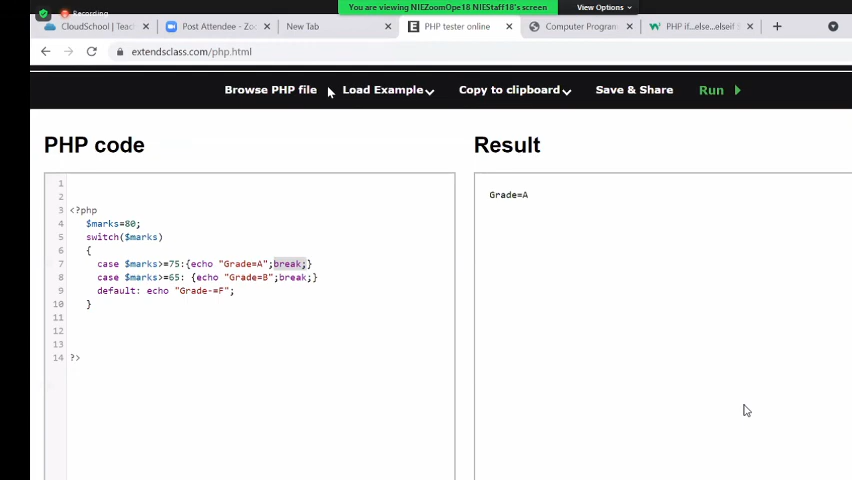 Recording
You are viewing NIEZoomOpe18 NIEStaff18's screen
View Options
CloudSchool | Teac
Post Attendee - Zoo
New Tab
PHP tester online
Computer Program
PHP if...else...elseif
extendsclass.com/php.html
Browse PHP file
Load Example
Copy to clipboard
Save & Share
Run
PHP code
Result
1
2
3 <?php
4 $marks=80;
5 switch($marks)
6 {
7 case $marks>=75:{echo "Grade=A";break;}
8 case $marks>=65: {echo "Grade=B";break;}
9 default: echo "Grade-=F";
10 }
11
12
13
14 ?>
Grade=A